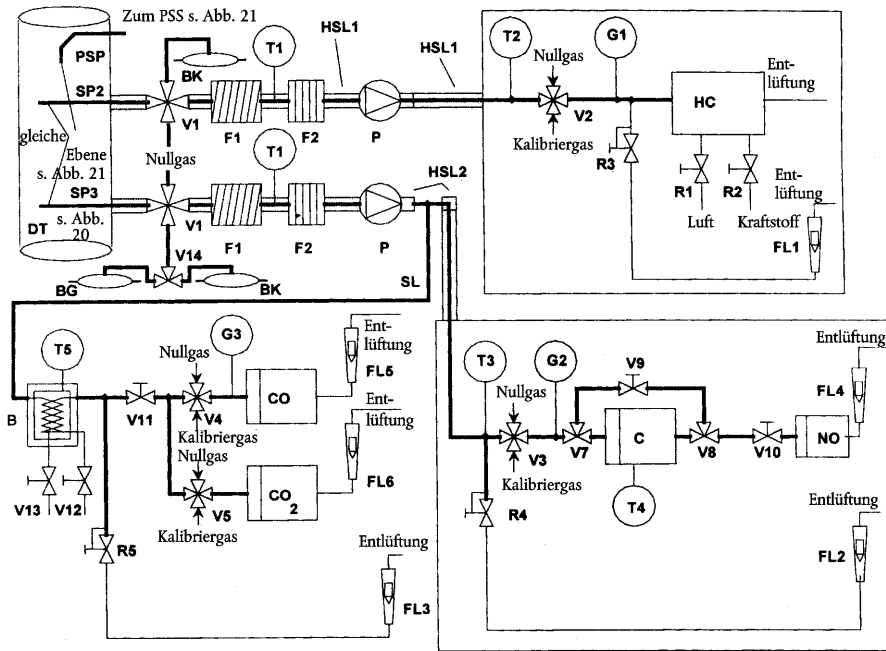 Zum PSS s. Abb. 21
PSP
SP2
gleiche
Ebene
s. Abb. 21
SP3
s. Abb.
20
DT
BK
V1
Nullgas
V1
V14
BG
BK
T1
F1
F2
HSL1
P
HSL1
T1
F1
F2
P
HSL2
SL
T2
Nullgas
Kalibriergas
V2
G1
R3
HC
Ent-
lüftung
R1
R2
Luft
Kraftstoff
Ent-
lüftung
FL1
T5
B
V13
V12
V11
Nullgas
V4
Kalibriergas
G3
CO
Ent-
lüftung
FL5
Nullgas
V5
Kalibriergas
CO2
Ent-
lüftung
FL6
R5
Entlüftung
FL3
T3
Nullgas
V3
Kalibriergas
G2
V7
V9
C
T4
V8
V10
NO
Entlüftung
FL4
R4
Entlüftung
FL2